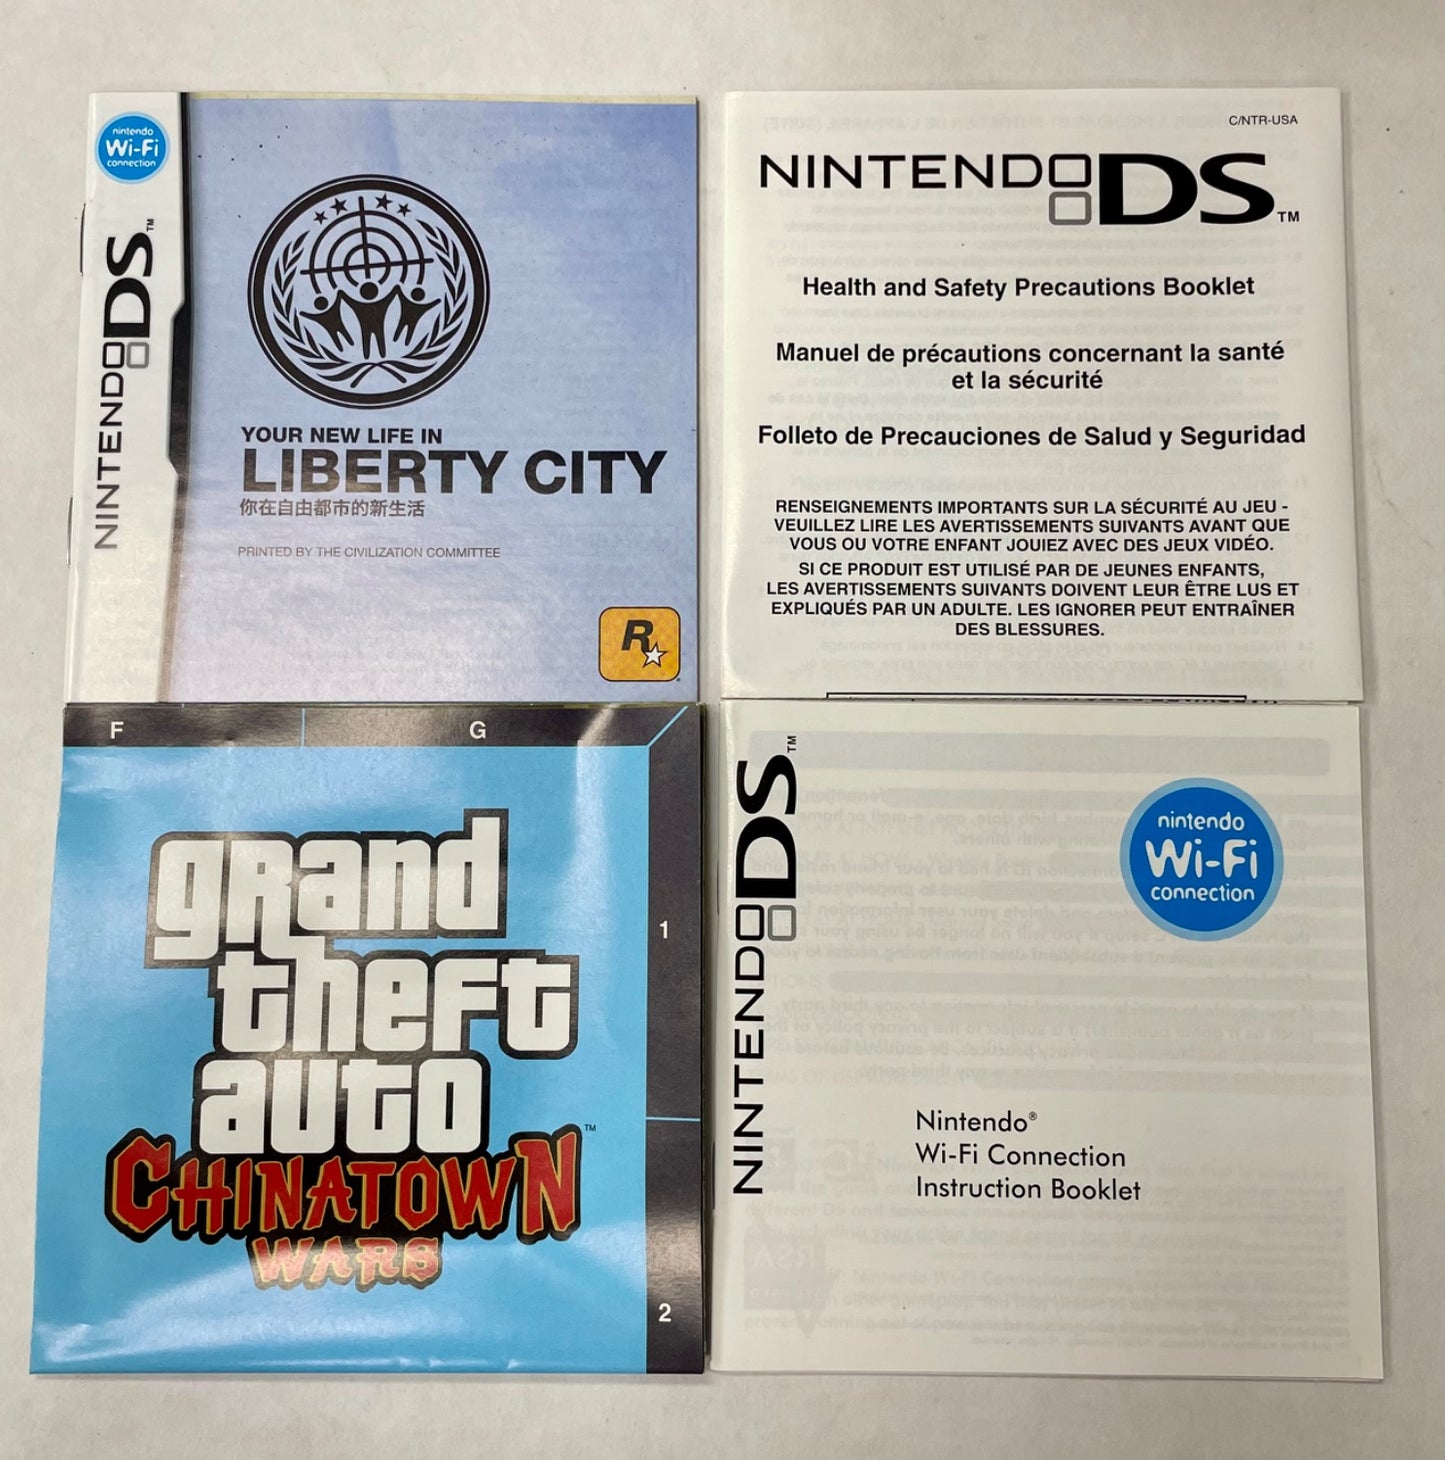 nintendo
Wi-Fi
connection
NINTENDO DS™
YOUR NEW LIFE IN
LIBERTY CITY
你在自由都市的新生活
PRINTED BY THE CIVILIZATION COMMITTEE
R
C/NTR-USA
NINTENDO DS™
Health and Safety Precautions Booklet
Manuel de précautions concernant la santé
et la sécurité
Folleto de Precauciones de Salud y Seguridad
RENSEIGNEMENTS IMPORTANTS SUR LA SÉCURITÉ AU JEU -
VEUILLEZ LIRE LES AVERTISSEMENTS SUIVANTS AVANT QUE
VOUS OU VOTRE ENFANT JOUIEZ AVEC DES JEUX VIDÉO.
SI CE PRODUIT EST UTILISÉ PAR DE JEUNES ENFANTS,
LES AVERTISSEMENTS SUIVANTS DOIVENT LEUR ÊTRE LUS ET
EXPLIQUÉS PAR UN ADULTE. LES IGNORER PEUT ENTRAÎNER
DES BLESSURES.
F
G
grand
theft
auto
CHINATOWN™
WARS
1
2
NINTENDO DS™
nintendo
Wi-Fi
connection
Nintendo®
Wi-Fi Connection
Instruction Booklet